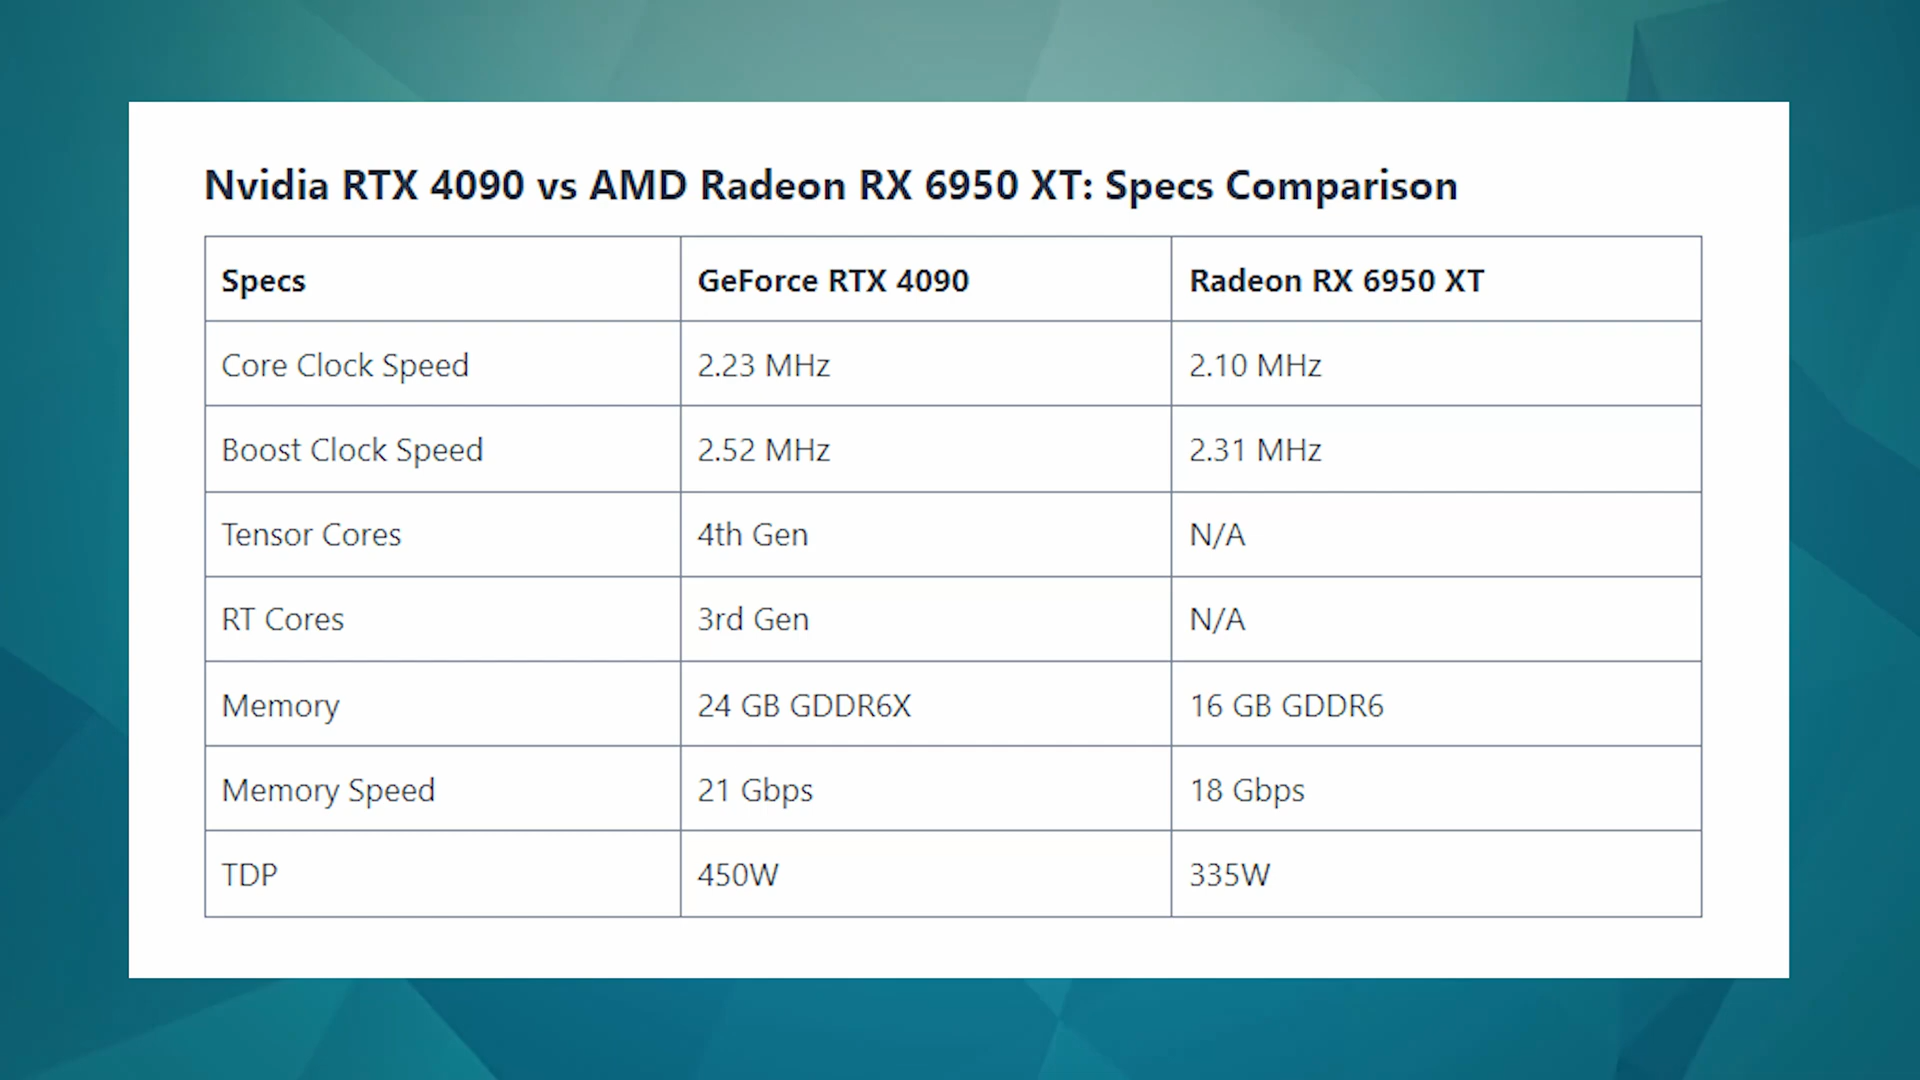 Nvidia RTX 4090 vs AMD Radeon RX 6950 XT: Specs Comparison
Specs GeForce RTX 4090 Radeon RX 6950 XT
Core Clock Speed 2.23 MHz 2.10 MHz
Boost Clock Speed 2.52 MHz 2.31 MHz
Tensor Cores 4th Gen N/A
RT Cores 3rd Gen N/A
Memory 24 GB GDDR6X 16 GB GDDR6
Memory Speed 21 Gbps 18 Gbps
TDP 450W 335W